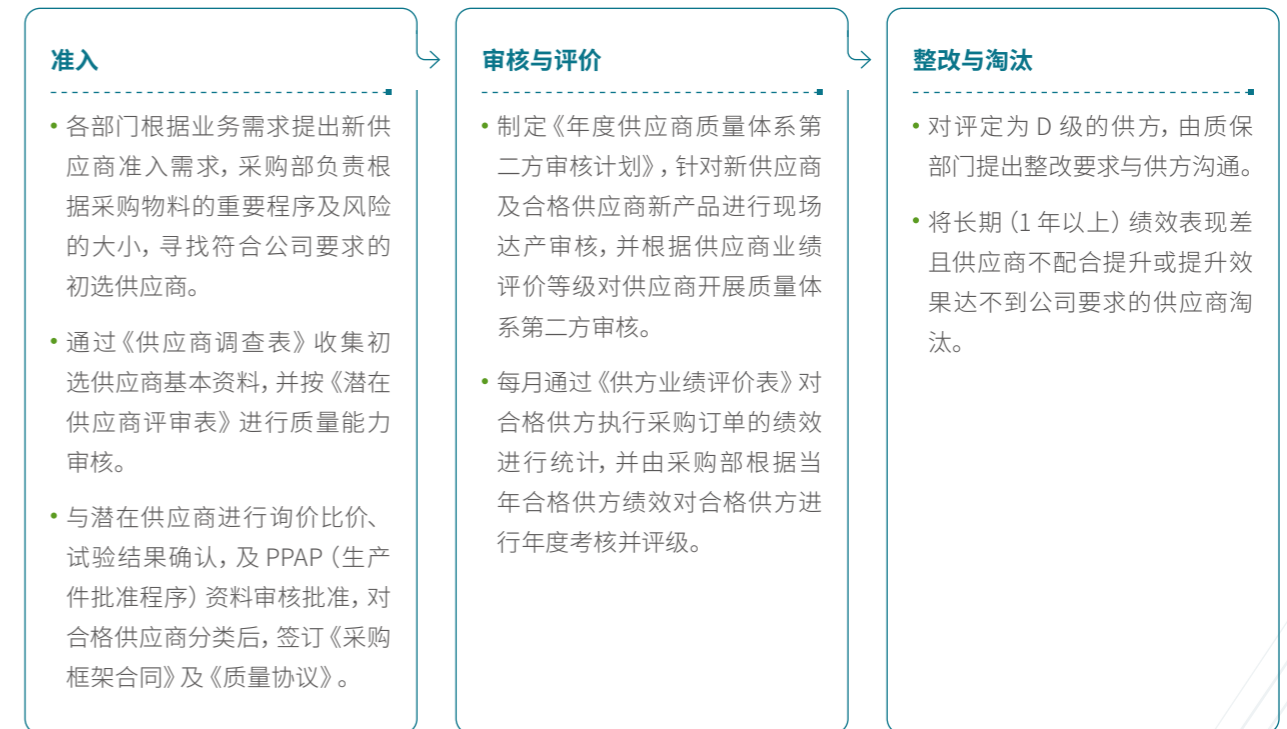 准入
• 各部门根据业务需求提出新供
应商准入需求，采购部负责根
据采购物料的重要程序及风险
的大小，寻找符合公司要求的
初选供应商。
• 通过《供应商调查表》收集初
选供应商基本资料，并按《潜在
供应商评审表》进行质量能力
审核。
• 与潜在供应商进行询价比价、
试验结果确认，及 PPAP（生产
件批准程序）资料审核批准，对
合格供应商分类后，签订《采购
框架合同》及《质量协议》。
审核与评价
• 制定《年度供应商质量体系第
二方审核计划》，针对新供应商
及合格供应商新产品进行现场
达产审核，并根据供应商业绩
评价等级对供应商开展质量体
系第二方审核。
• 每月通过《供方业绩评价表》对
合格供方执行采购订单的绩效
进行统计，并由采购部根据当
年合格供方绩效对合格供方进
行年度考核并评级。
整改与淘汰
• 对评定为 D 级的供方，由质保
部门提出整改要求与供方沟通。
• 将长期（1 年以上）绩效表现差
且供应商不配合提升或提升效
果达不到公司要求的供应商淘
汰。